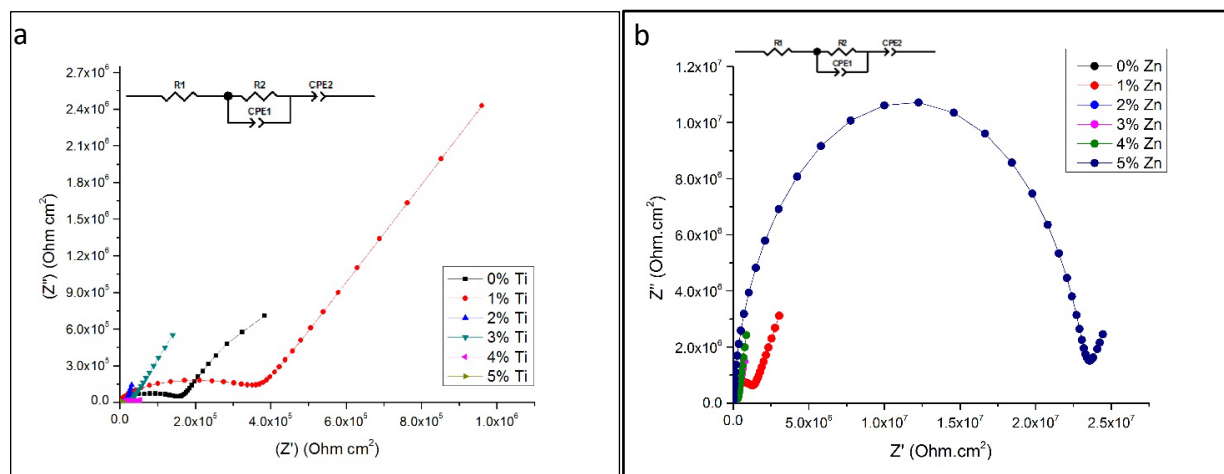 a
R1
R2
CPE1
CPE2
2.7x10⁶
2.4x10⁶
2.1x10⁶
1.8x10⁶
1.5x10⁶
1.2x10⁶
9.0x10⁵
6.0x10⁵
3.0x10⁵
0.0
(Z'') (Ohm cm²)
0.0
2.0x10⁵
4.0x10⁵
6.0x10⁵
8.0x10⁵
1.0x10⁶
(Z') (Ohm cm²)
0% Ti
1% Ti
2% Ti
3% Ti
4% Ti
5% Ti
b
R1
R2
CPE1
CPE2
1.2x10⁷
1.0x10⁷
8.0x10⁶
6.0x10⁶
4.0x10⁶
2.0x10⁶
0.0
Z'' (Ohm.cm²)
0.0
5.0x10⁶
1.0x10⁷
1.5x10⁷
2.0x10⁷
2.5x10⁷
Z' (Ohm.cm²)
0% Zn
1% Zn
2% Zn
3% Zn
4% Zn
5% Zn